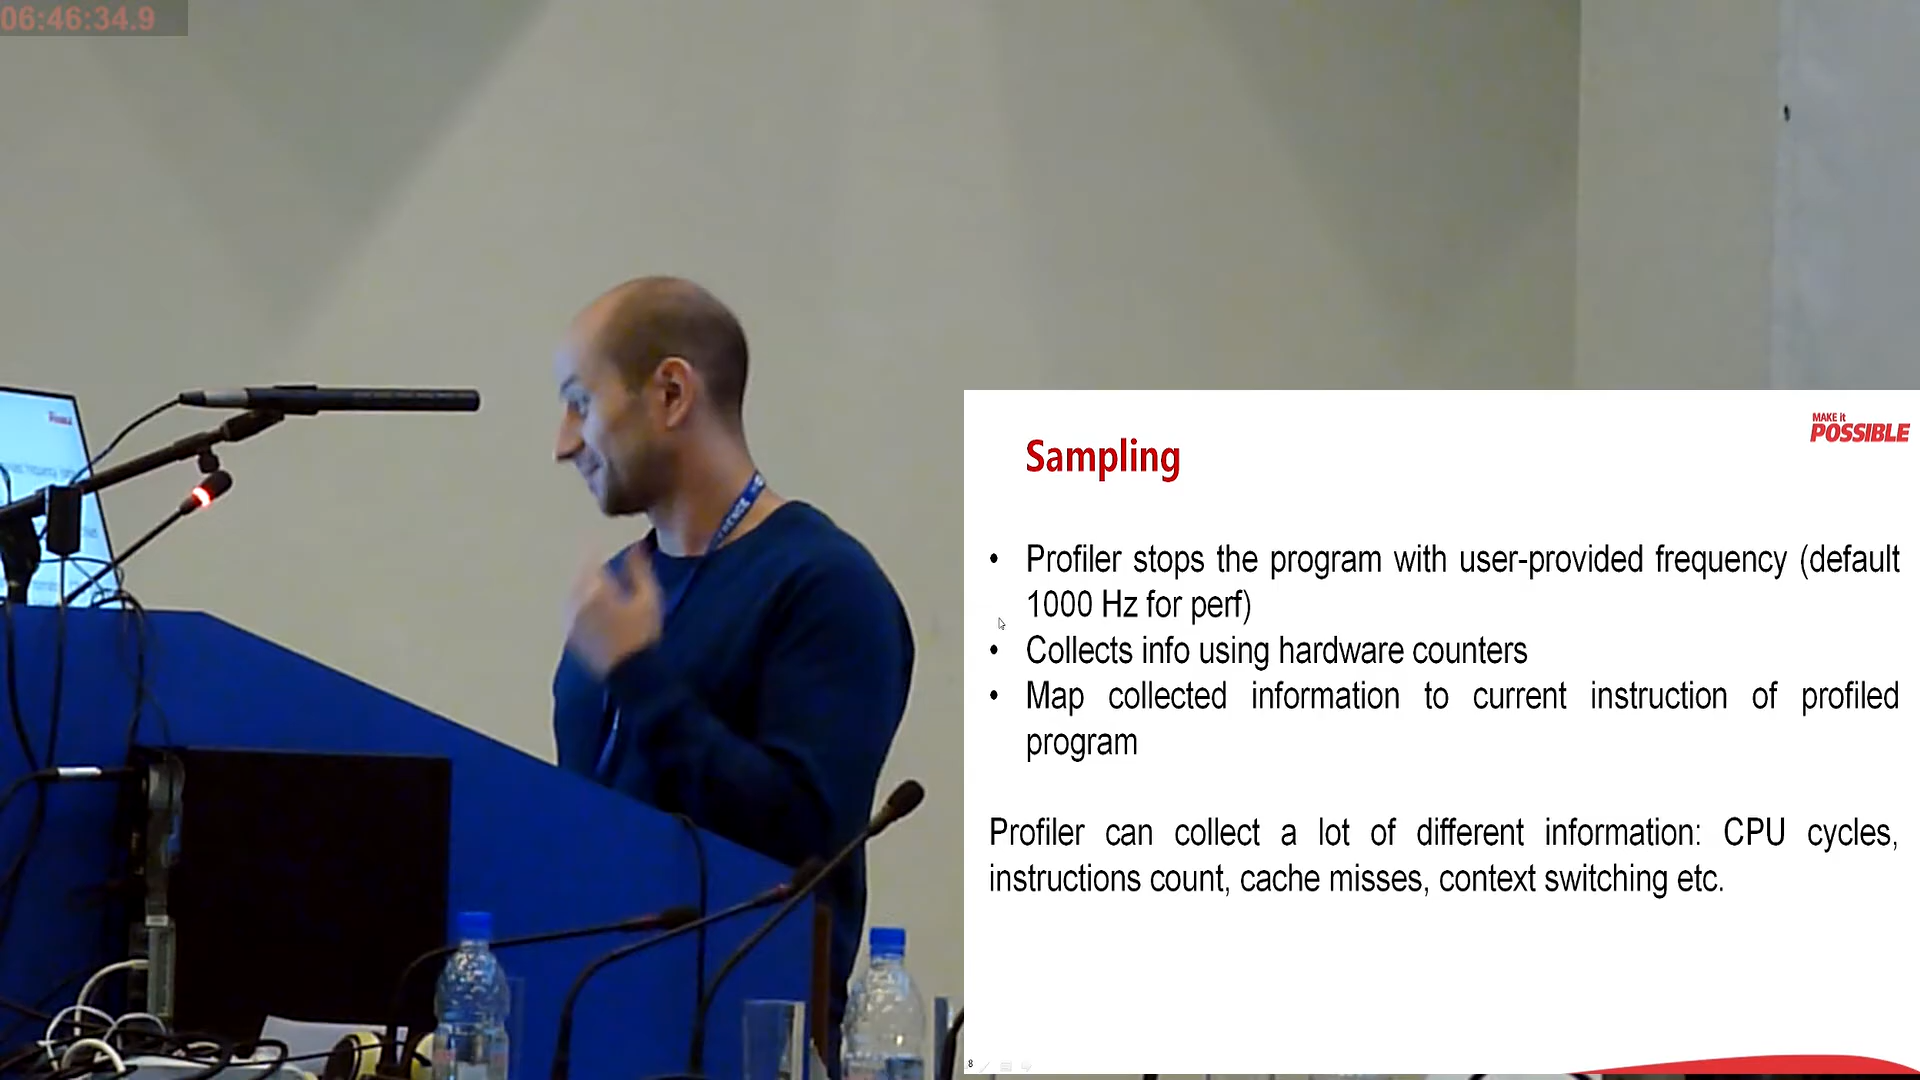 06:46:34.9
MAKE it
POSSIBLE
Sampling
• Profiler stops the program with user-provided frequency (default
1000 Hz for perf)
• Collects info using hardware counters
• Map collected information to current instruction of profiled
program
Profiler can collect a lot of different information: CPU cycles,
instructions count, cache misses, context switching etc.
8